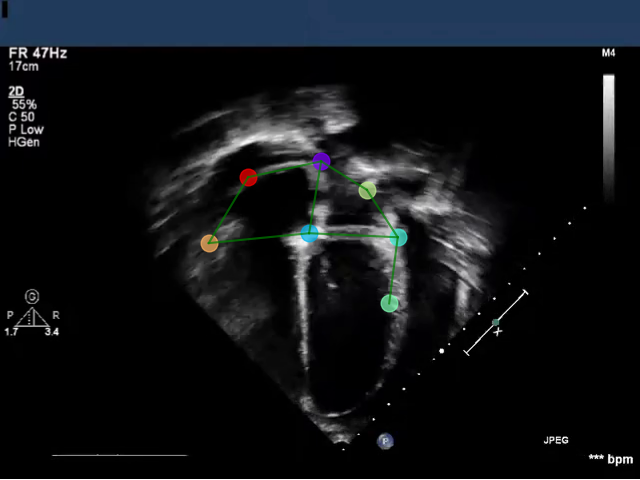 FR 47Hz
17cm
M4
2D
55%
C 50
P Low
HGen
G
P R
1.7 3.4
x
P
JPEG
*** bpm